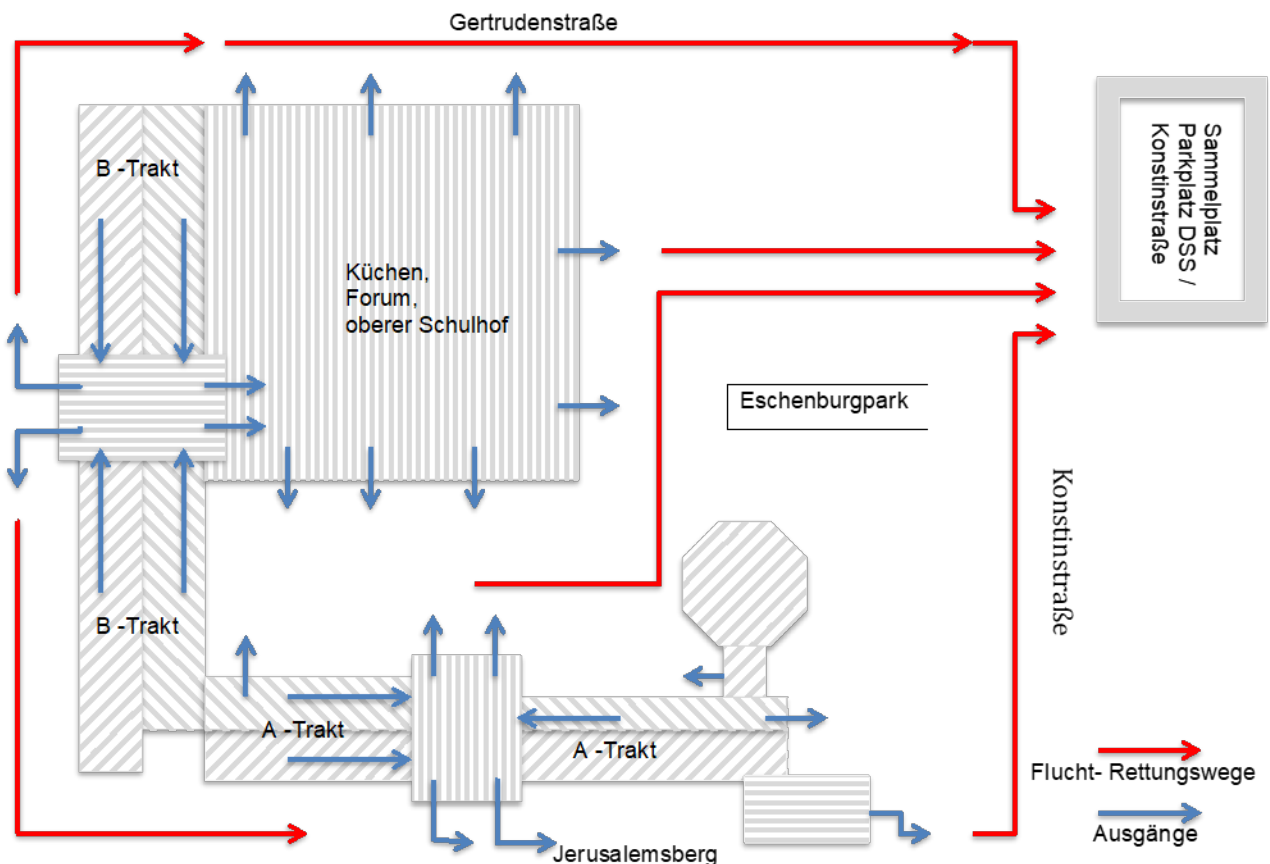 Gertrudenstraße
Sammelplatz
Parkplatz DSS /
Konstinstraße
B -Trakt
Küchen,
Forum,
oberer Schulhof
Eschenburgpark
Konstinstraße
B -Trakt
A -Trakt
A -Trakt
Flucht- Rettungswege
Ausgänge
Jerusalemsberg